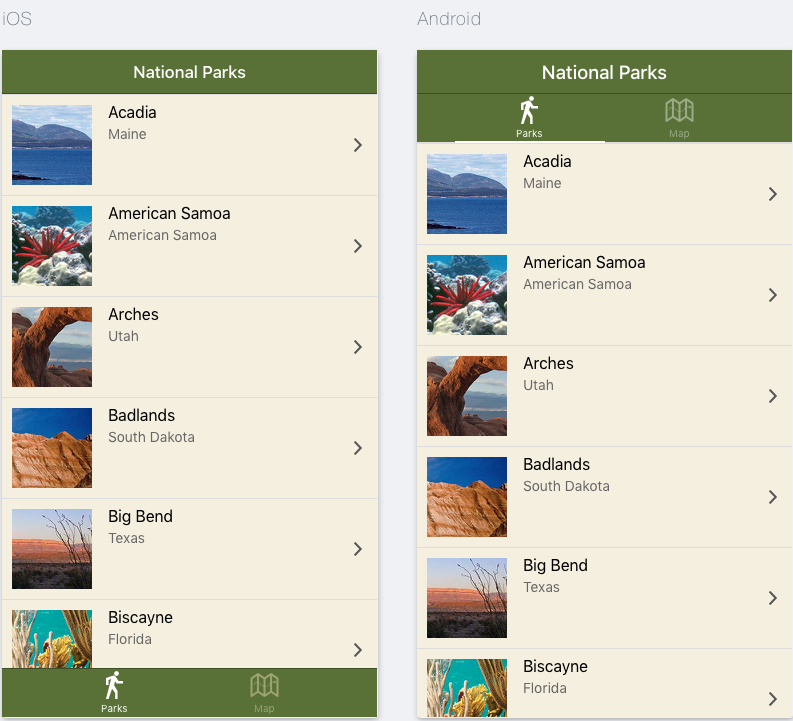 iOS
National Parks
Acadia
Maine
American Samoa
American Samoa
Arches
Utah
Badlands
South Dakota
Big Bend
Texas
Biscayne
Florida
Parks
Map
Android
National Parks
Parks
Map
Acadia
Maine
American Samoa
American Samoa
Arches
Utah
Badlands
South Dakota
Big Bend
Texas
Biscayne
Florida